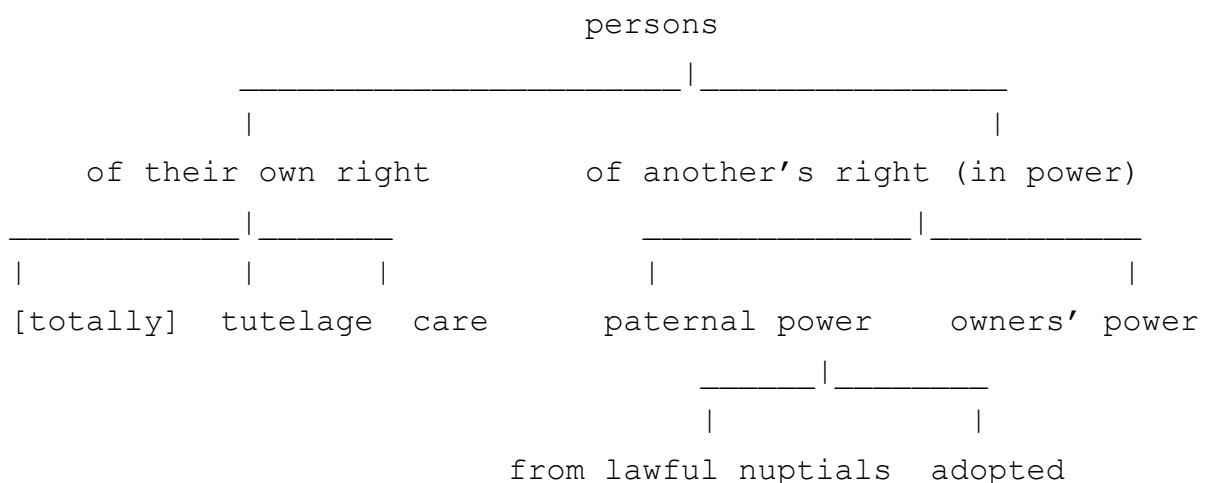 persons
of their own right of another's right (in power)
[totally] tutelage care paternal power owners' power
from lawful nuptials adopted